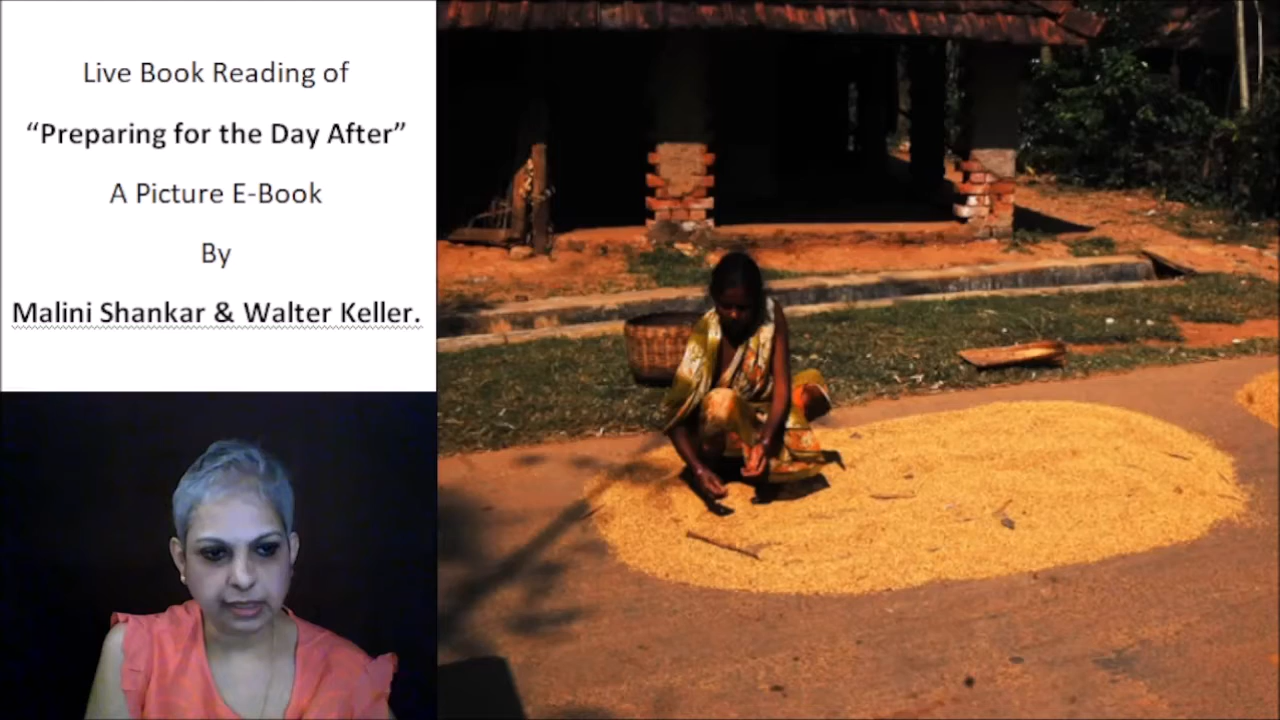 Live Book Reading of
“Preparing for the Day After”
A Picture E-Book
By
Malini Shankar & Walter Keller.